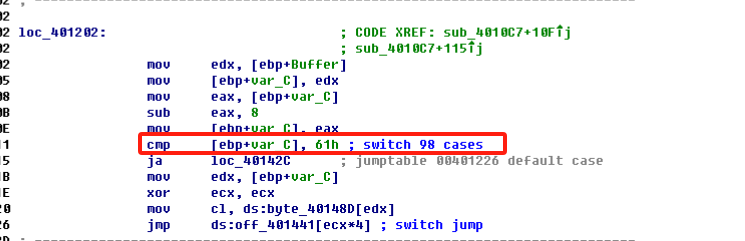 02 ; ---------------------------------------------------------------------------
02
02 loc_401202: ; CODE XREF: sub_4010C7+10F↑j
02 ; sub_4010C7+115↑j
02 mov edx, [ebp+Buffer]
05 mov [ebp+var_C], edx
08 mov eax, [ebp+var_C]
0B sub eax, 8
0E mov [ebp+var_C], eax
11 cmp [ebp+var_C], 61h ; switch 98 cases
15 ja loc_40142C ; jumptable 00401226 default case
1B mov edx, [ebp+var_C]
1E xor ecx, ecx
20 mov cl, ds:byte_40148D[edx]
26 jmp ds:off_401441[ecx*4] ; switch jump